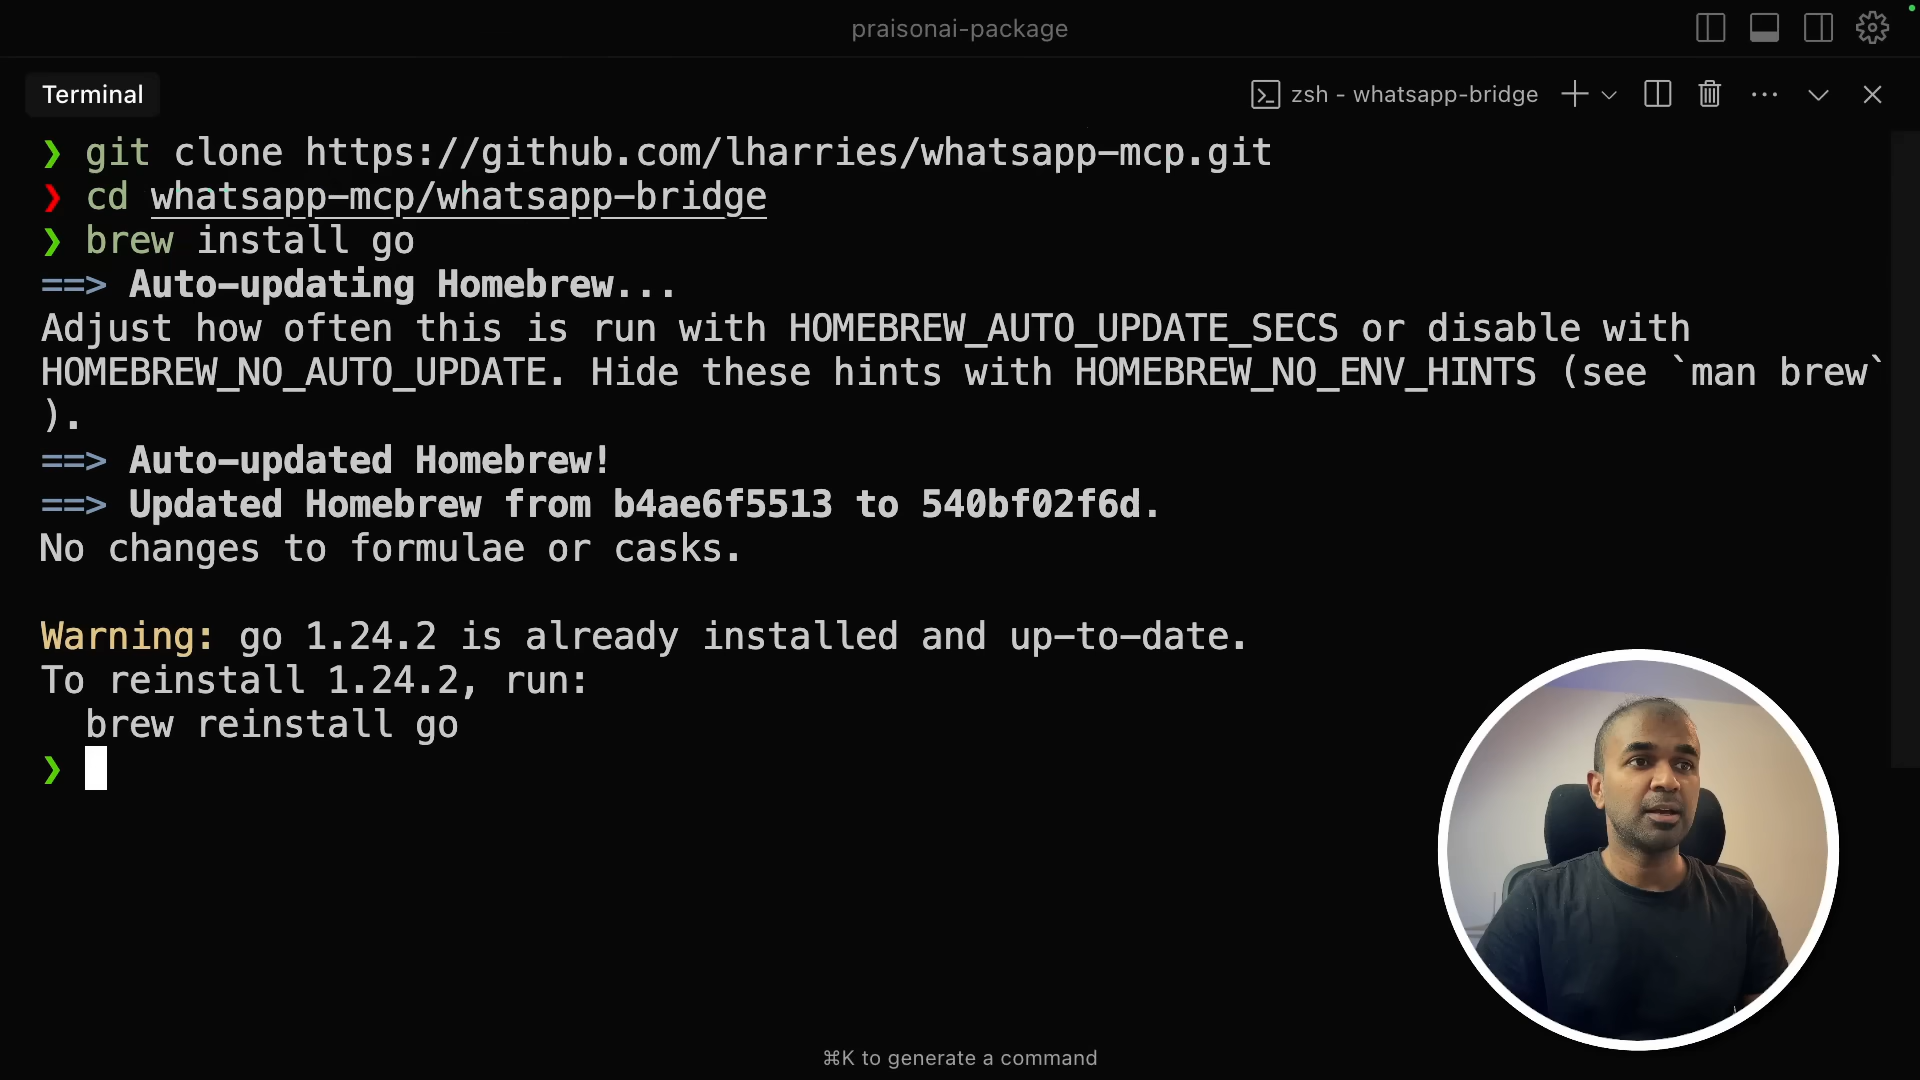 praisonai-package
Terminal
zsh - whatsapp-bridge
❯ git clone https://github.com/lharries/whatsapp-mcp.git
❯ cd whatsapp-mcp/whatsapp-bridge
❯ brew install go
==> Auto-updating Homebrew...
Adjust how often this is run with HOMEBREW_AUTO_UPDATE_SECS or disable with
HOMEBREW_NO_AUTO_UPDATE. Hide these hints with HOMEBREW_NO_ENV_HINTS (see `man brew`
).
==> Auto-updated Homebrew!
==> Updated Homebrew from b4ae6f5513 to 540bf02f6d.
No changes to formulae or casks.
Warning: go 1.24.2 is already installed and up-to-date.
To reinstall 1.24.2, run:
brew reinstall go
❯
⌘K to generate a command